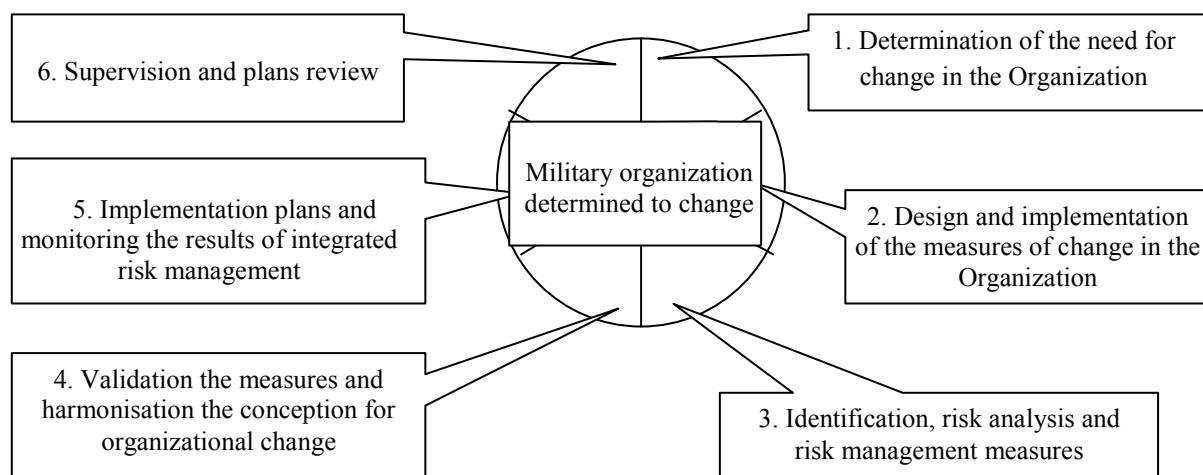 1. Determination of the need for
change in the Organization
2. Design and implementation
of the measures of change in the
Organization
3. Identification, risk analysis and
risk management measures
4. Validation the measures and
harmonisation the conception for
organizational change
5. Implementation plans and
monitoring the results of integrated
risk management
6. Supervision and plans review
Military organization
determined to change